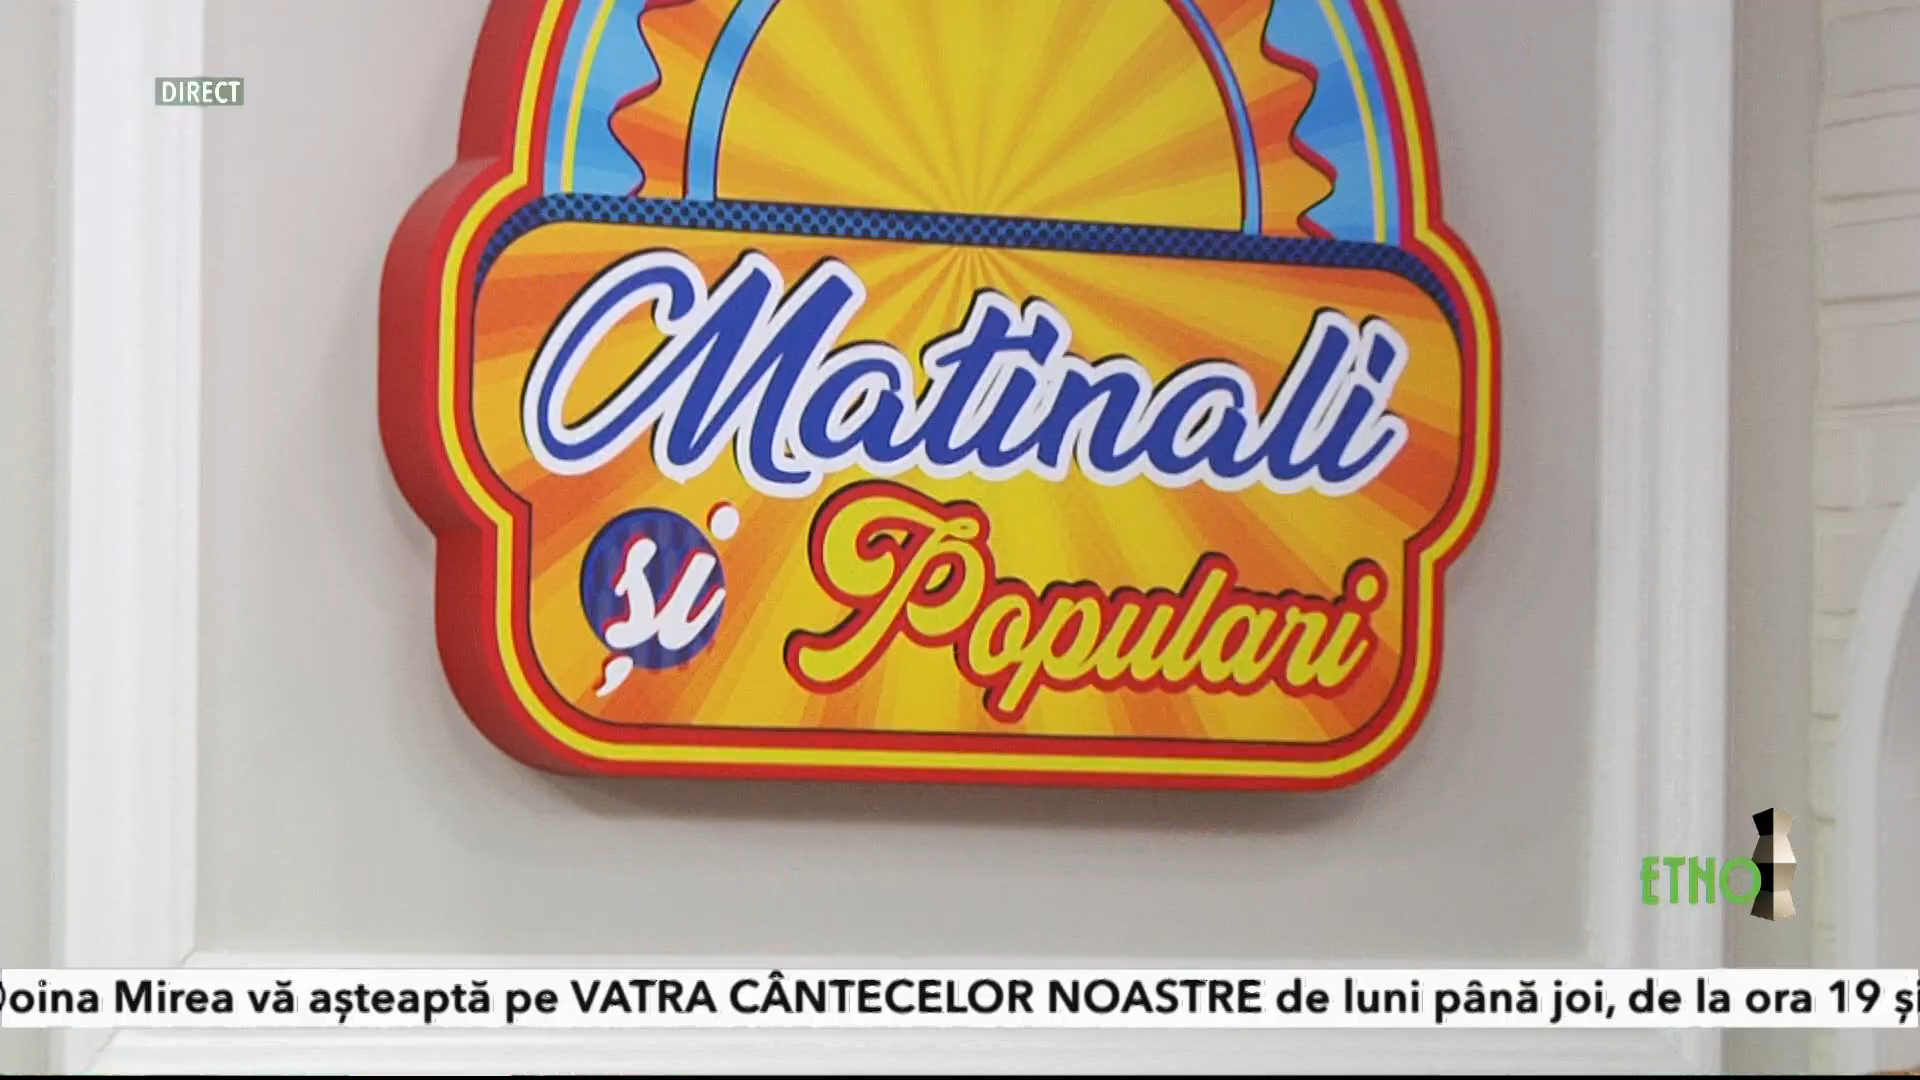 DIRECT
Matinali
și Populari
ETNO
Doina Mirea vă așteaptă pe VATRA CÂNTECELOR NOASTRE de luni până joi, de la ora 19 și